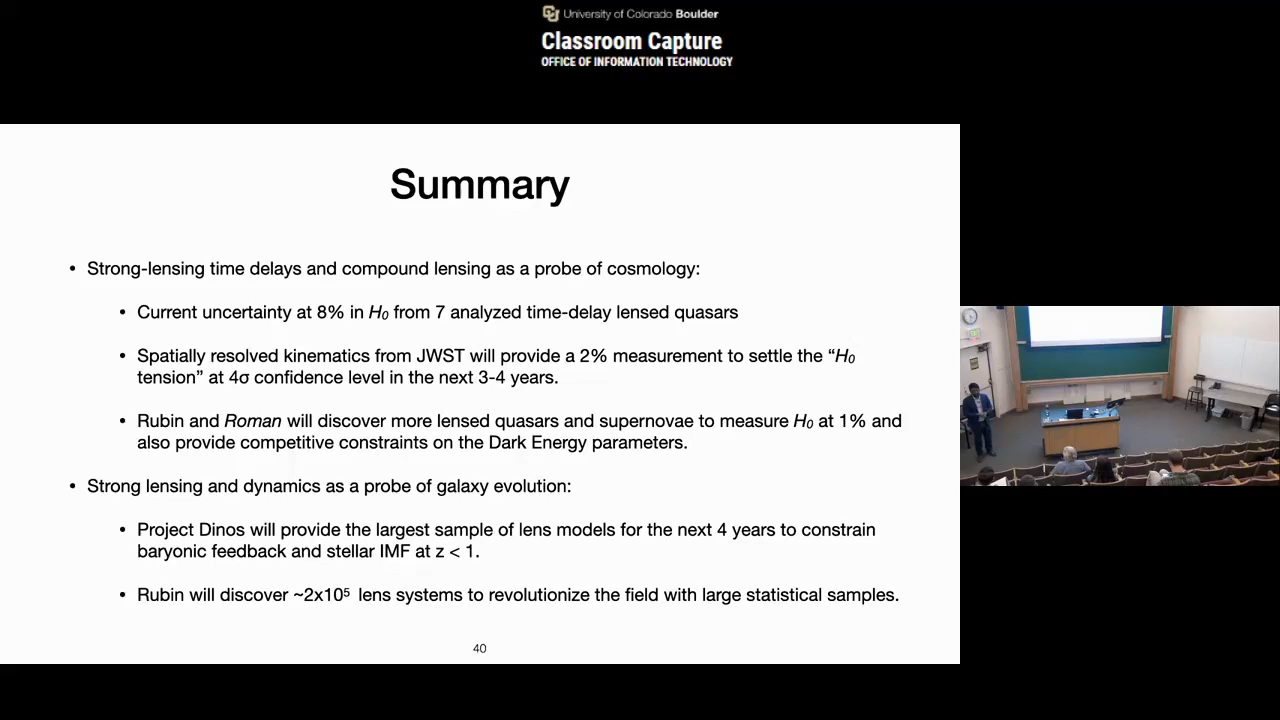 University of Colorado Boulder
Classroom Capture
OFFICE OF INFORMATION TECHNOLOGY
Summary
• Strong-lensing time delays and compound lensing as a probe of cosmology:
• Current uncertainty at 8% in H₀ from 7 analyzed time-delay lensed quasars
• Spatially resolved kinematics from JWST will provide a 2% measurement to settle the “H₀
tension” at 4σ confidence level in the next 3-4 years.
• Rubin and Roman will discover more lensed quasars and supernovae to measure H₀ at 1% and
also provide competitive constraints on the Dark Energy parameters.
• Strong lensing and dynamics as a probe of galaxy evolution:
• Project Dinos will provide the largest sample of lens models for the next 4 years to constrain
baryonic feedback and stellar IMF at z < 1.
• Rubin will discover ~2x10⁵ lens systems to revolutionize the field with large statistical samples.
40